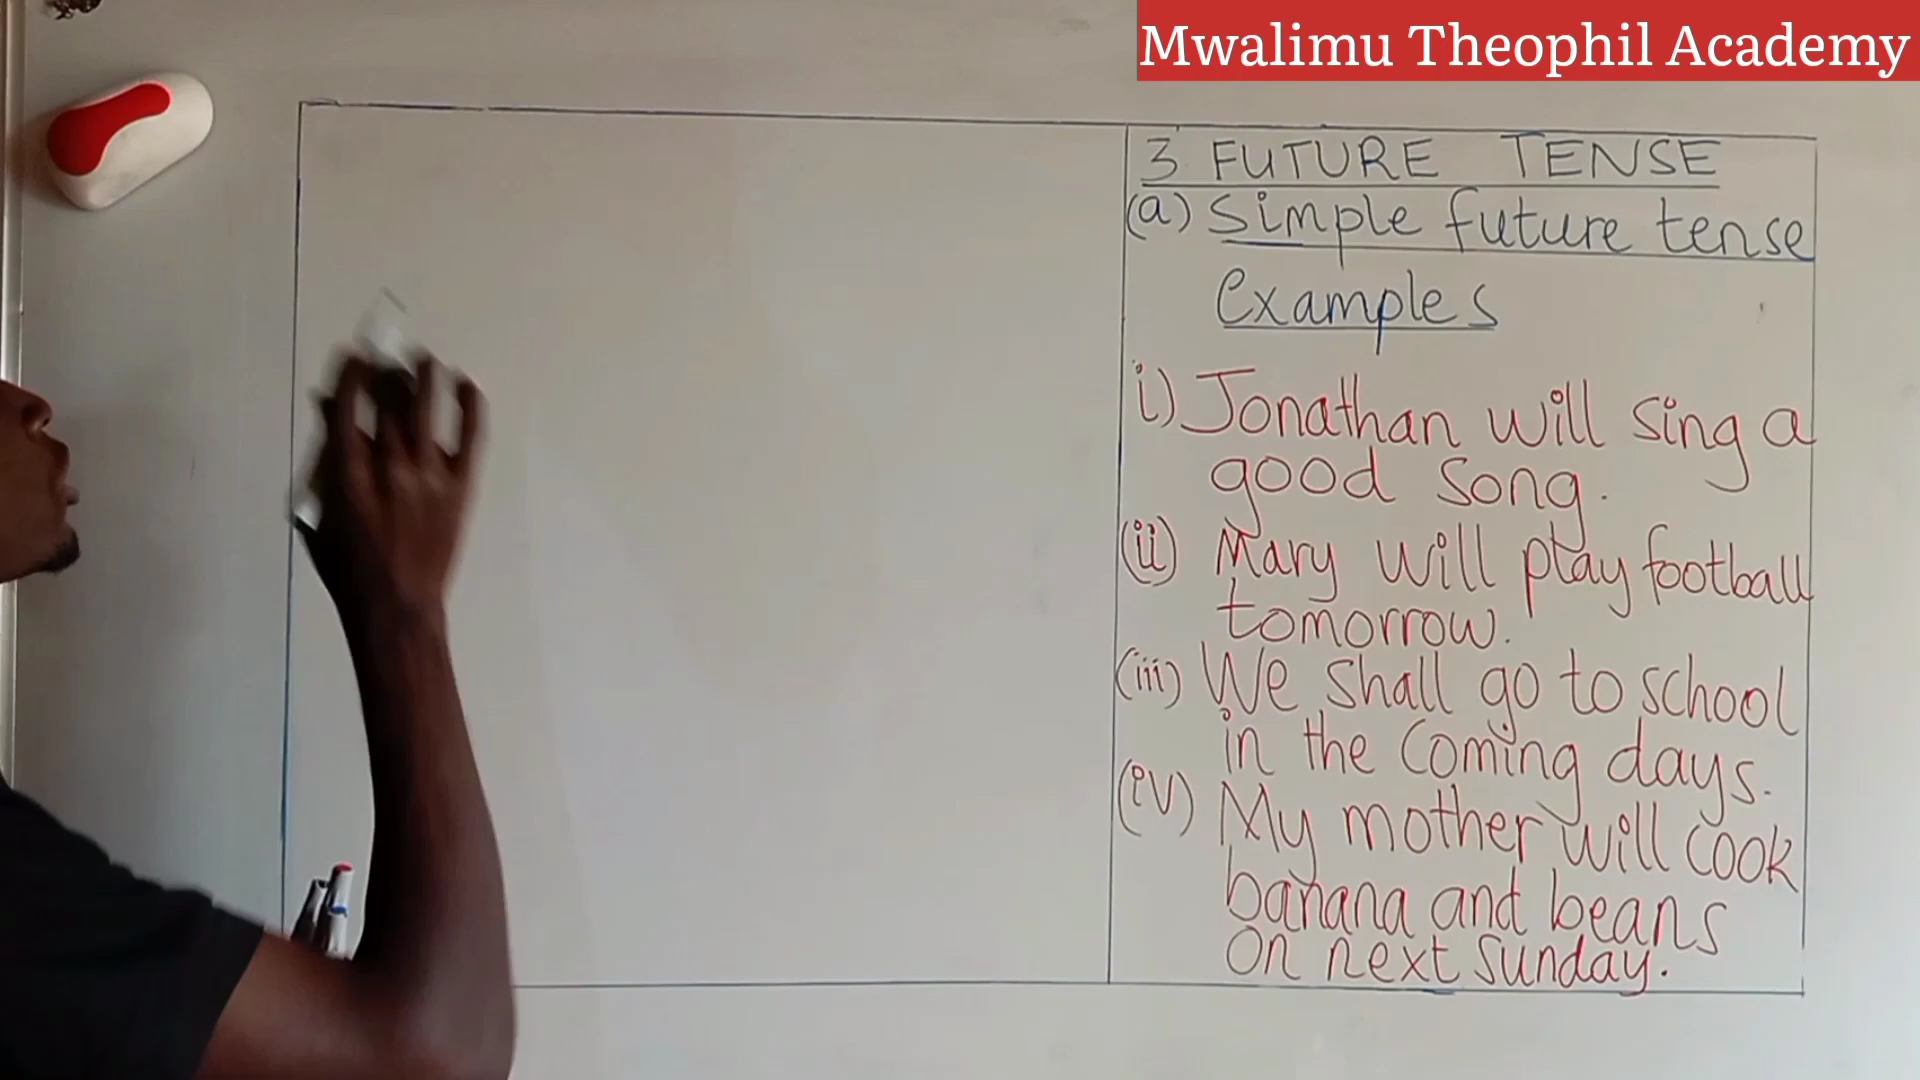 Mwalimu Theophil Academy
3. FUTURE TENSE
(a) Simple future tense
Examples
i) Jonathan will sing a
good song.
(ii) Mary will play football
tomorrow.
(iii) We shall go to school
in the coming days.
(iv) My mother will cook
banana and beans
on next sunday.